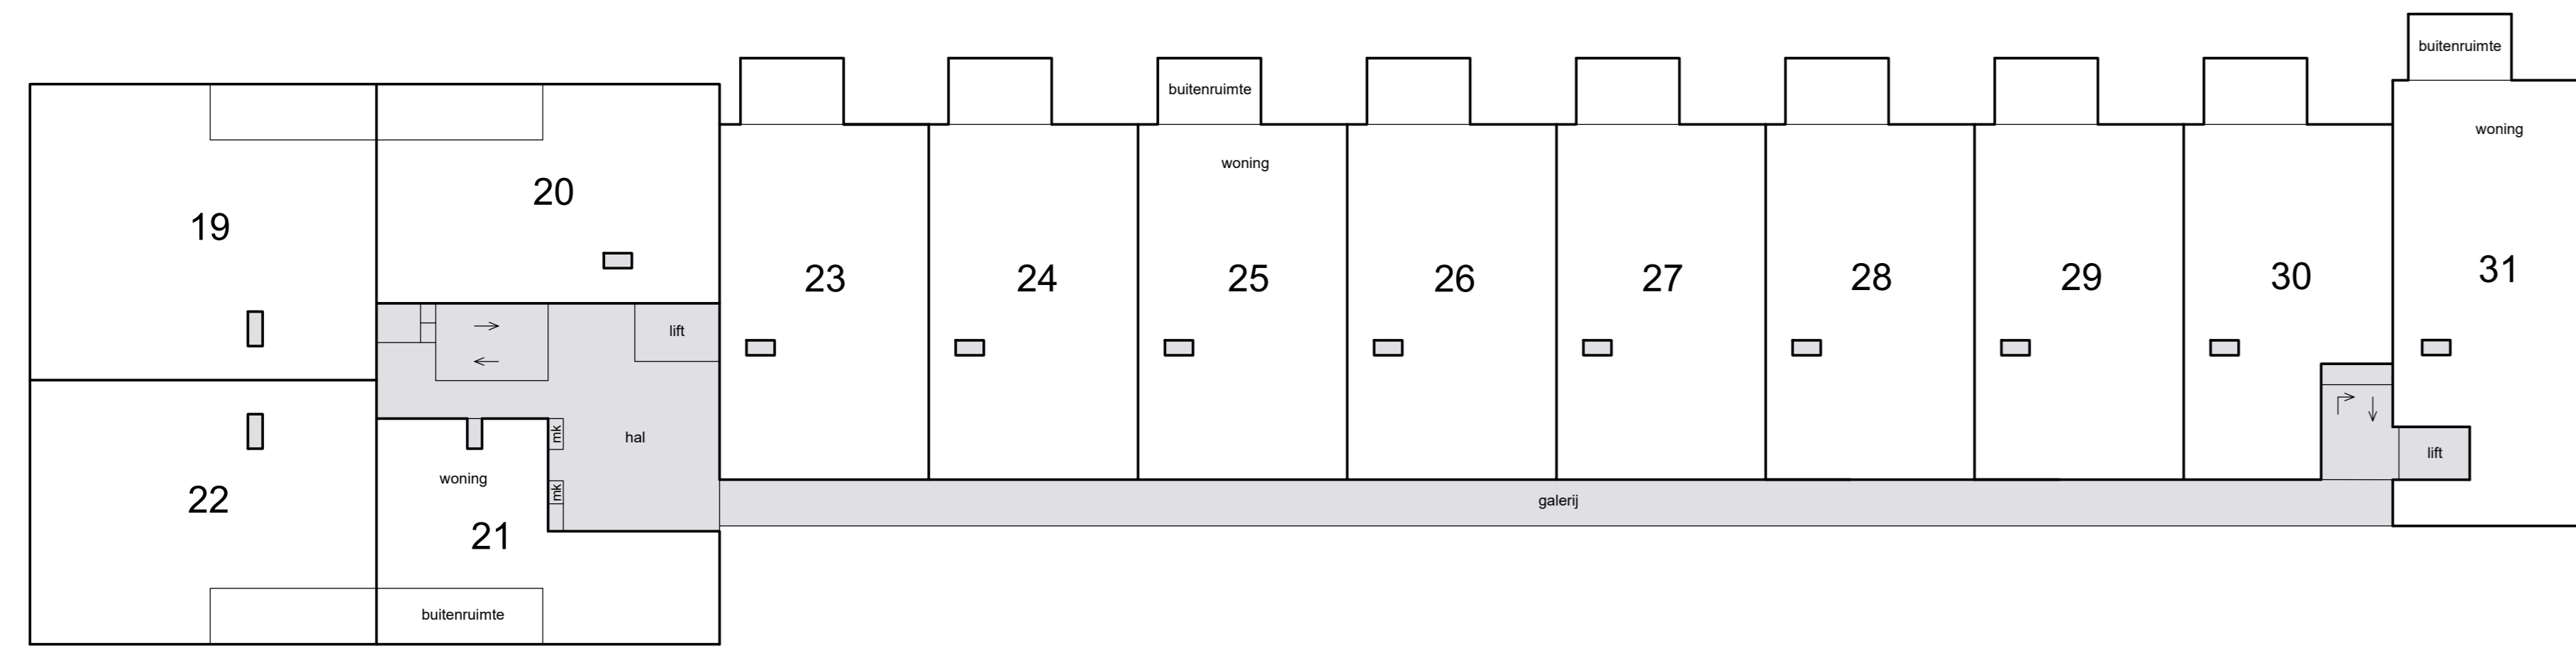 buitenruimte
buitenruimte
woning
woning
20
19
31
23
24
25
26
27
28
29
30
lift
mk
hal
lift
woning
mk
22
galerij
21
buitenruimte